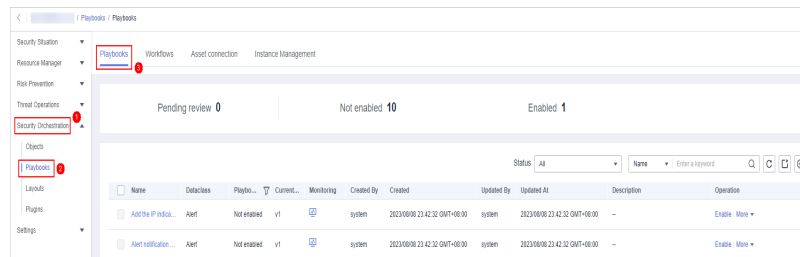 / Playbooks / Playbooks
Security Situation
Resource Manager
Risk Prevention
Threat Operations
Security Orchestration 1
Objects
Playbooks 2
Layouts
Plugins
Settings
Playbooks Workflows Asset connection Instance Management
3
Pending review 0 Not enabled 10 Enabled 1
Status All Name Enter a keyword.
Name Dataclass Playbo... Current... Monitoring Created By Created Updated By Updated At Description Operation
Add the IP indica... Alert Not enabled v1 system 2023/08/08 23:42:32 GMT+08:00 system 2023/08/08 23:42:32 GMT+08:00 -- Enable More
Alert notification ... Alert Not enabled v1 system 2023/08/08 23:42:32 GMT+08:00 system 2023/08/08 23:42:32 GMT+08:00 -- Enable More